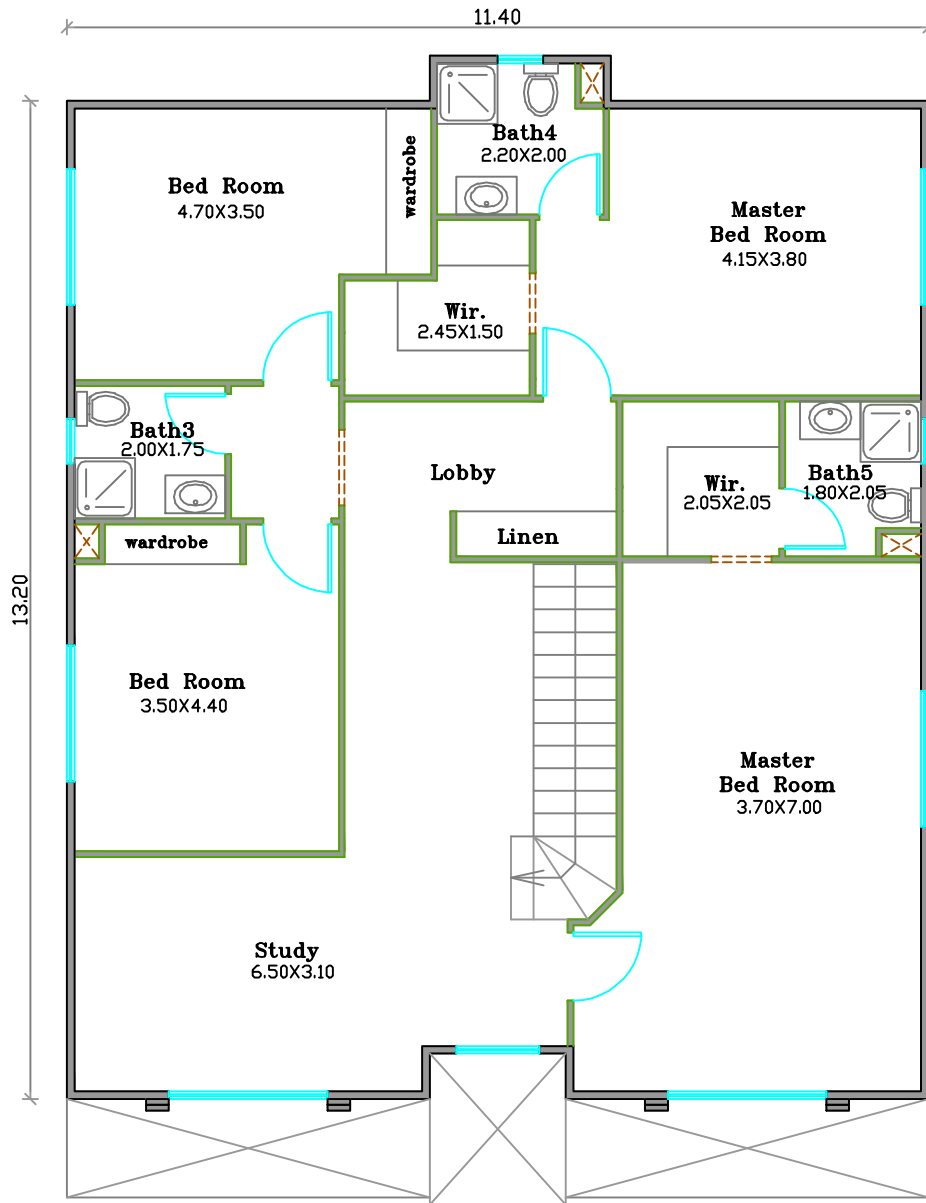 11.40
Bath4
2.20X2.00
Bed Room
4.70X3.50
wardrobe
Master
Bed Room
4.15X3.80
Wir.
2.45X1.50
Bath3
2.00X1.75
Lobby
Wir.
2.05X2.05
Bath5
1.80X2.05
wardrobe
Linen
13.20
Bed Room
3.50X4.40
Master
Bed Room
3.70X7.00
Study
6.50X3.10